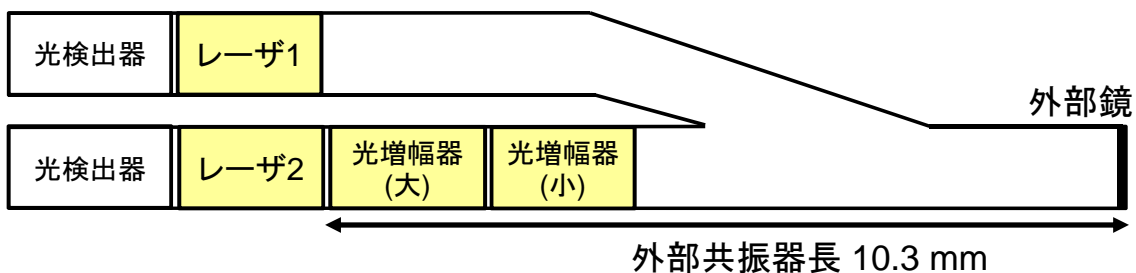 光検出器
レーザ1
外部鏡
光検出器
レーザ2
光増幅器
(大)
光増幅器
(小)
外部共振器長 10.3 mm